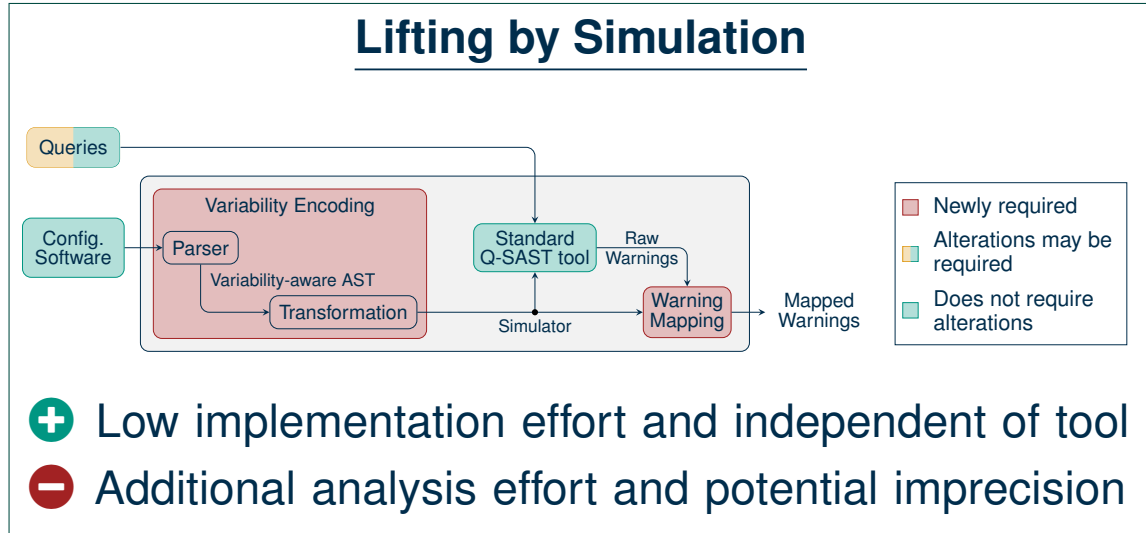 Lifting by Simulation
Queries
Config.
Software
Variability Encoding
Parser
Variability-aware AST
Transformation
Standard
Q-SAST tool
Raw
Warnings
Simulator
Warning
Mapping
Mapped
Warnings
Newly required
Alterations may be
required
Does not require
alterations
Low implementation effort and independent of tool
Additional analysis effort and potential imprecision